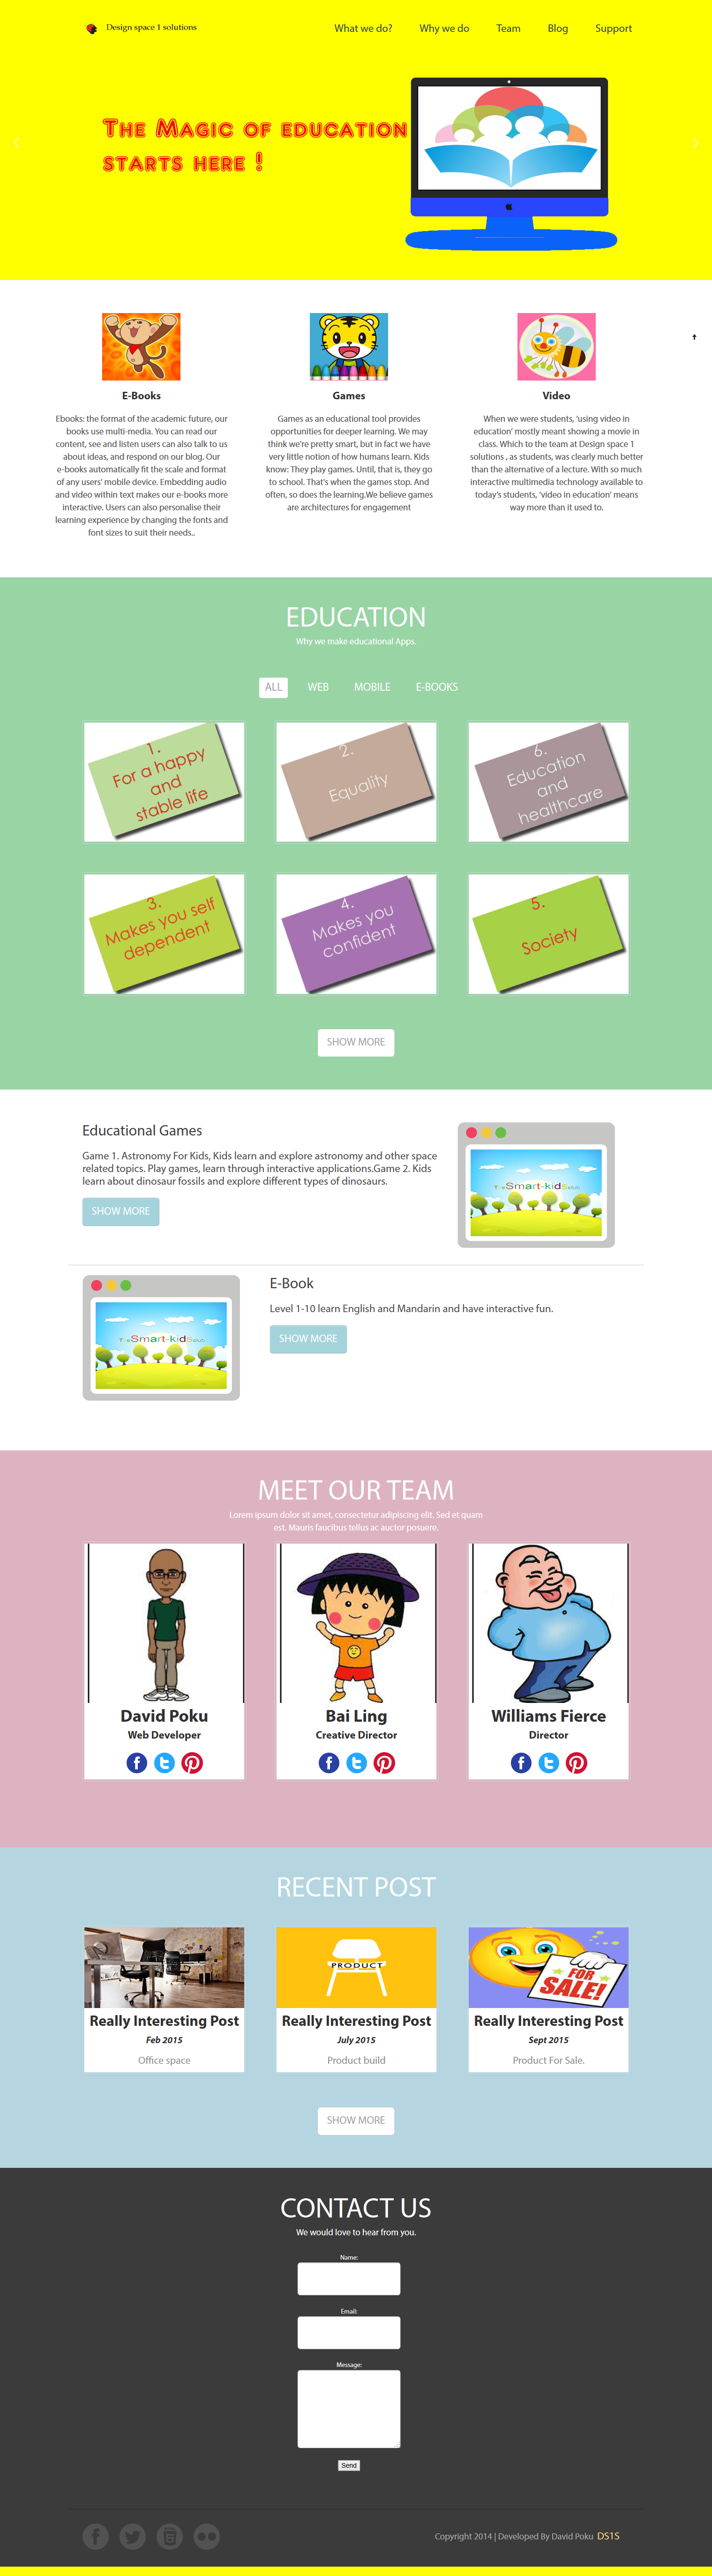 Design space 1 solutions
What we do?
Why we do
Team
Blog
Support
The Magic of education
starts here !
E-Books
Ebooks: the format of the academic future, our
books use multi-media. You can read our
content, see and listen users can also talk to us
about ideas, and respond on our blog. Our
e-books automatically fit the scale and format
of any users' mobile device. Embedding audio
and video within text makes our e-books more
interactive. Users can also personalise their
learning experience by changing the fonts and
font sizes to suit their needs..
Games
Games as an educational tool provides
opportunities for deeper learning. We may
think we're pretty smart, but in fact we have
very little notion of how humans learn. Kids
know: They play games. Until, that is, they go
to school. That's when the games stop. And
often, so does the learning.We believe games
are architectures for engagement
Video
When we were students, ‘using video in
education’ mostly meant showing a movie in
class. Which to the team at Design space 1
solutions , as students, was clearly much better
than the alternative of a lecture. With so much
interactive multimedia technology available to
today’s students, ‘video in education’ means
way more than it used to.
EDUCATION
Why we make educational Apps.
ALL
WEB
MOBILE
E-BOOKS
1.
For a happy
and
stable life
2.
Equality
6.
Education
and
healthcare
3.
Makes you self
dependent
4.
Makes you
confident
5.
Society
SHOW MORE
Educational Games
Game 1. Astronomy For Kids, Kids learn and explore astronomy and other space
related topics. Play games, learn through interactive applications.Game 2. Kids
learn about dinosaur fossils and explore different types of dinosaurs.
SHOW MORE
Smart-kid
E-Book
Level 1-10 learn English and Mandarin and have interactive fun.
SHOW MORE
Smart-kid
MEET OUR TEAM
Lorem ipsum dolor sit amet, consectetur adipiscing elit. Sed et quam
est. Mauris faucibus tellus ac auctor posuere.
David Poku
Web Developer
Bai Ling
Creative Director
Williams Fierce
Director
RECENT POST
Really Interesting Post
Feb 2015
Office space
PRODUCT
Really Interesting Post
July 2015
Product build
FOR
SALE!
Really Interesting Post
Sept 2015
Product For Sale.
SHOW MORE
CONTACT US
We would love to hear from you.
Name:
Email:
Message:
Send
Copyright 2014 | Developed By David Poku DS1S